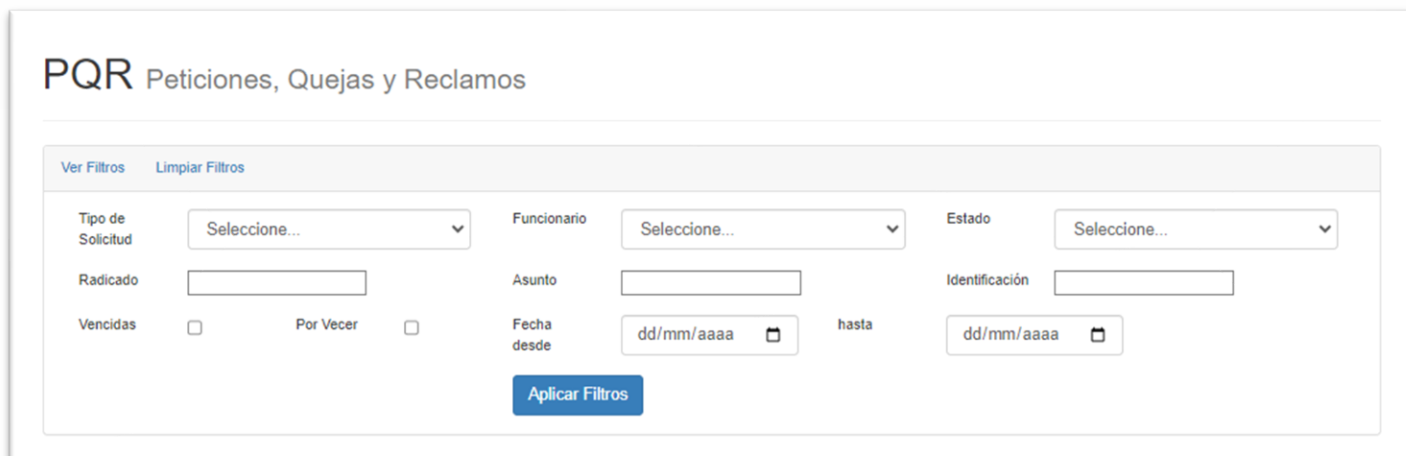 PQR Peticiones, Quejas y Reclamos
Ver Filtros Limpiar Filtros
Tipo de
Solicitud
Seleccione...
Funcionario
Seleccione...
Estado
Seleccione...
Radicado
Asunto
Identificación
Vencidas
Por Vecer
Fecha
desde
dd/mm/aaaa
hasta
dd/mm/aaaa
Aplicar Filtros